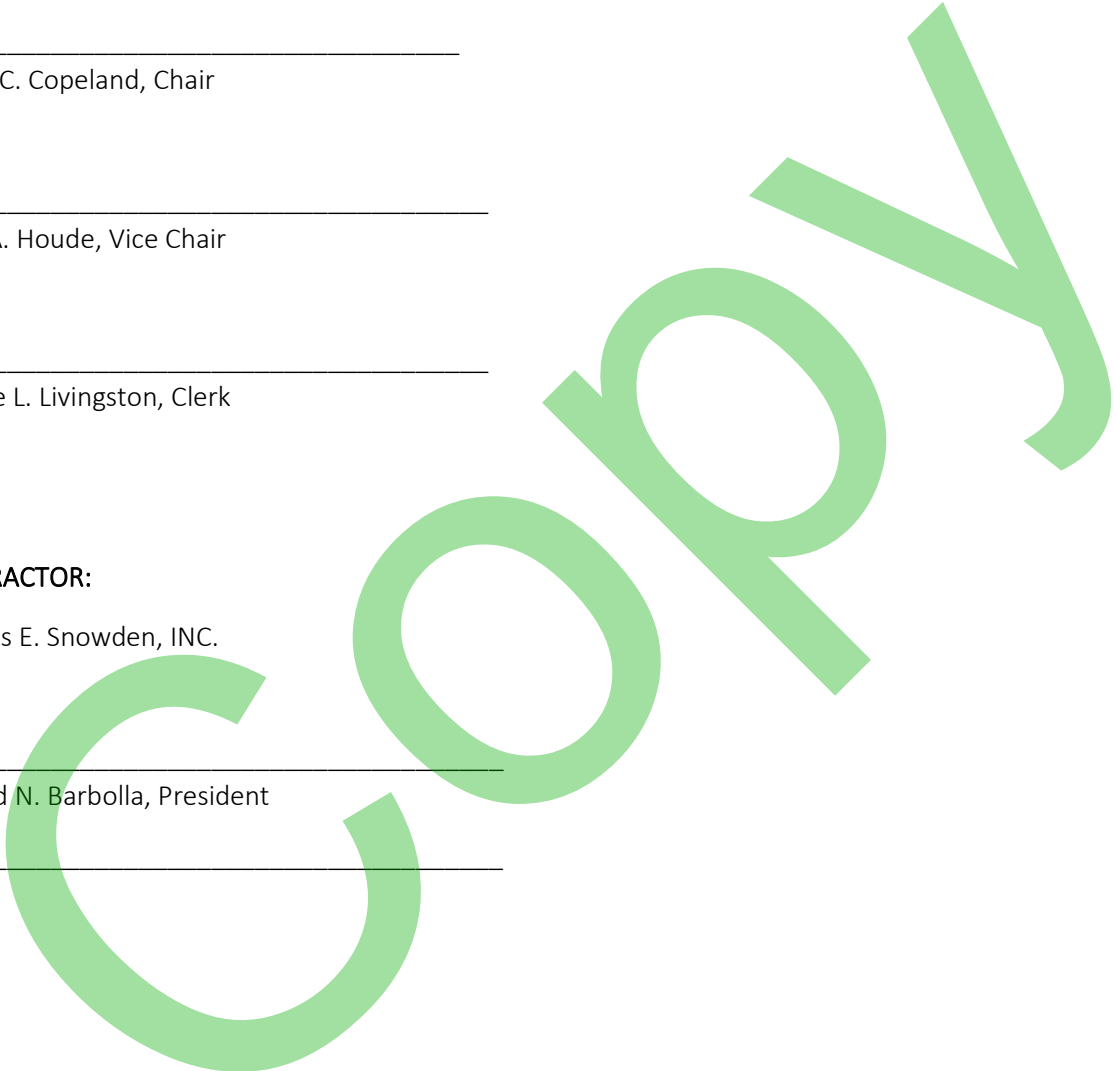 C. Copeland, Chair
A. Houde, Vice Chair
e L. Livingston, Clerk
RACTOR:
s E. Snowden, INC.
d N. Barbolla, President
Copy